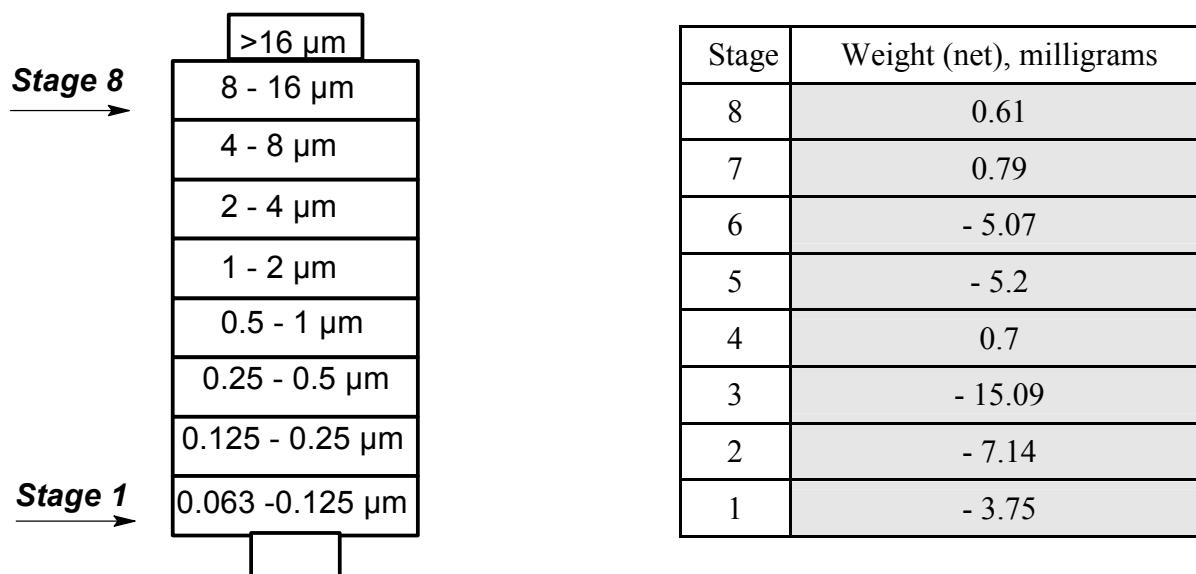 >16 µm
Stage 8
8 - 16 µm
4 - 8 µm
2 - 4 µm
1 - 2 µm
0.5 - 1 µm
0.25 - 0.5 µm
0.125 - 0.25 µm
Stage 1
0.063 -0.125 µm
Stage Weight (net), milligrams
8 0.61
7 0.79
6 - 5.07
5 - 5.2
4 0.7
3 - 15.09
2 - 7.14
1 - 3.75